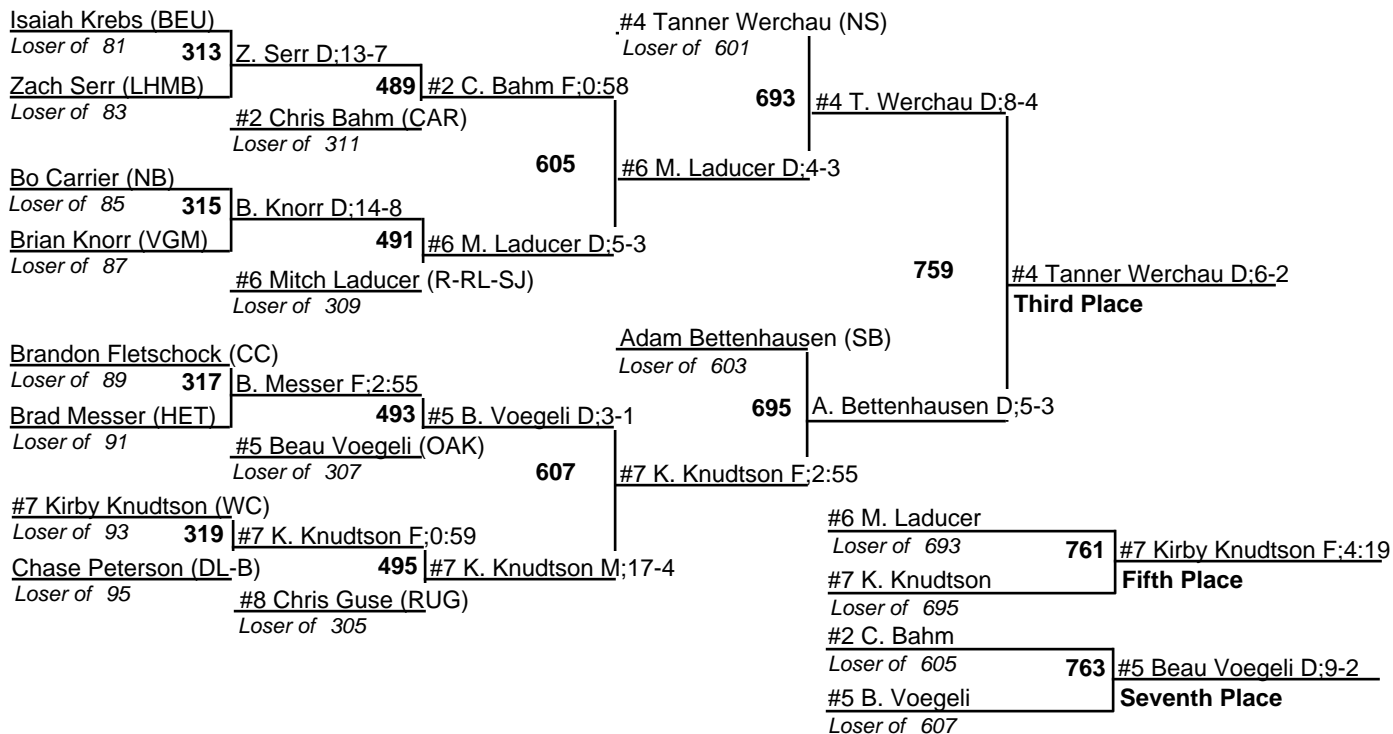 Isaiah Krebs (BEU)
Loser of 81
313
Z. Serr D;13-7
Zach Serr (LHMB)
Loser of 83
489
#2 C. Bahm F;0:58
#2 Chris Bahm (CAR)
Loser of 311
605
Bo Carrier (NB)
Loser of 85
315
B. Knorr D;14-8
Brian Knorr (VGM)
Loser of 87
491
#6 M. Laducer D;5-3
#6 Mitch Laducer (R-RL-SJ)
Loser of 309
#4 Tanner Werchau (NS)
Loser of 601
693
#4 T. Werchau D;8-4
#6 M. Laducer D;4-3
759
#4 Tanner Werchau D;6-2
Third Place
Brandon Fletschock (CC)
Loser of 89
317
B. Messer F;2:55
Brad Messer (HET)
Loser of 91
493
#5 B. Voegeli D;3-1
#5 Beau Voegeli (OAK)
Loser of 307
607
#7 Kirby Knudtson (WC)
Loser of 93
319
#7 K. Knudtson F;0:59
Chase Peterson (DL-B)
Loser of 95
495
#7 K. Knudtson M;17-4
#8 Chris Guse (RUG)
Loser of 305
Adam Bettenhausen (SB)
Loser of 603
695
A. Bettenhausen D;5-3
#7 K. Knudtson F;2:55
#6 M. Laducer
Loser of 693
761
#7 Kirby Knudtson F;4:19
#7 K. Knudtson
Fifth Place
Loser of 695
#2 C. Bahm
Loser of 605
763
#5 Beau Voegeli D;9-2
#5 B. Voegeli
Seventh Place
Loser of 607